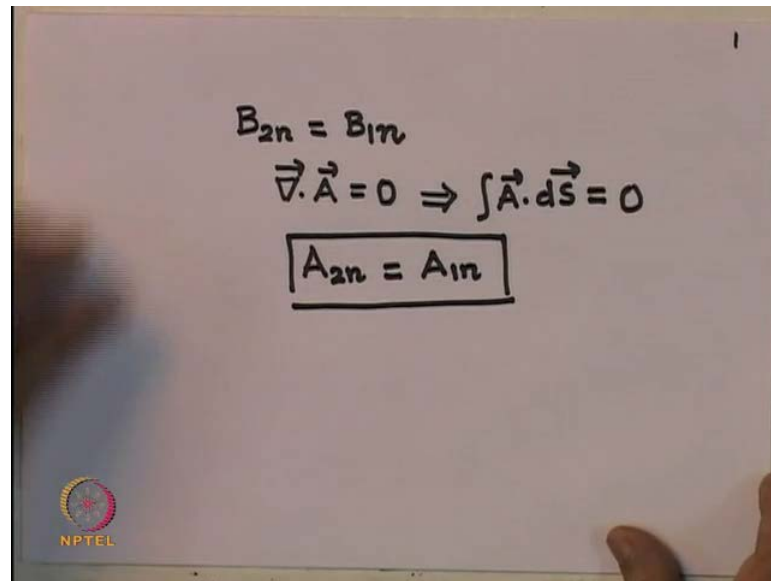 1
B₂ₙ = B₁ₙ
∇⃗·A⃗ = 0 ⇒ ∫A⃗·dS⃗ = 0
A₂ₙ = A₁ₙ
NPTEL